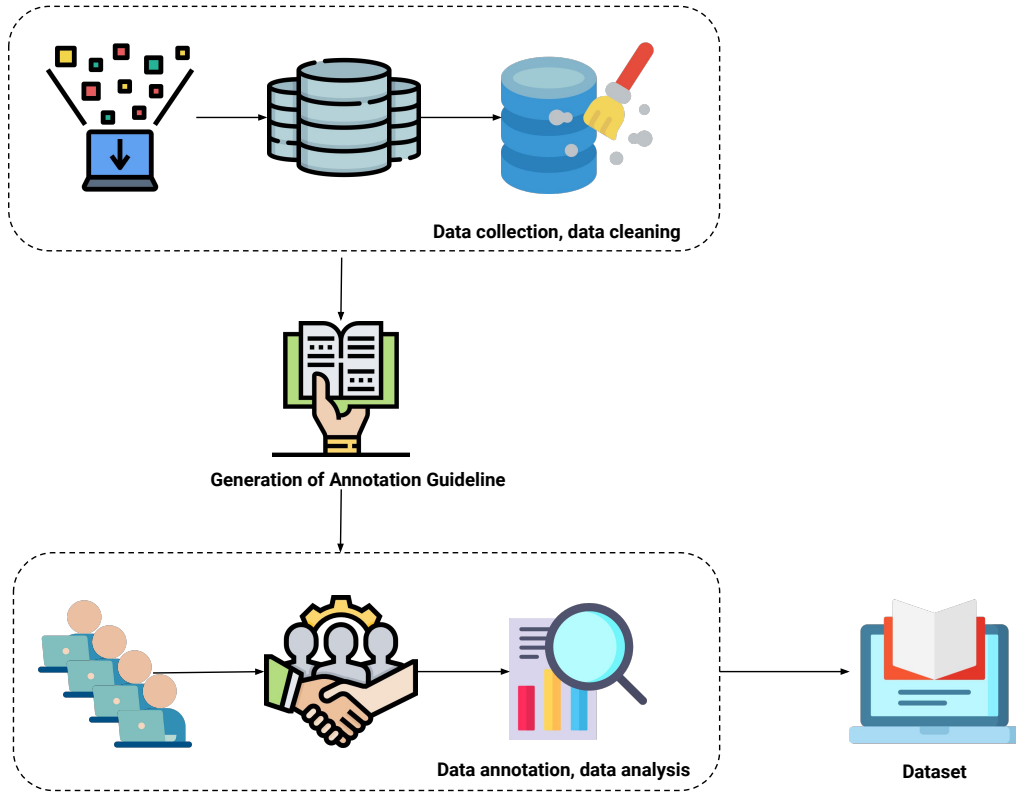 Data collection, data cleaning
Generation of Annotation Guideline
Data annotation, data analysis
Dataset